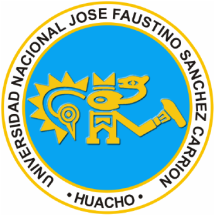 UNIVERSIDAD NACIONAL JOSE FAUSTINO SANCHEZ CARRION
· HUACHO ·